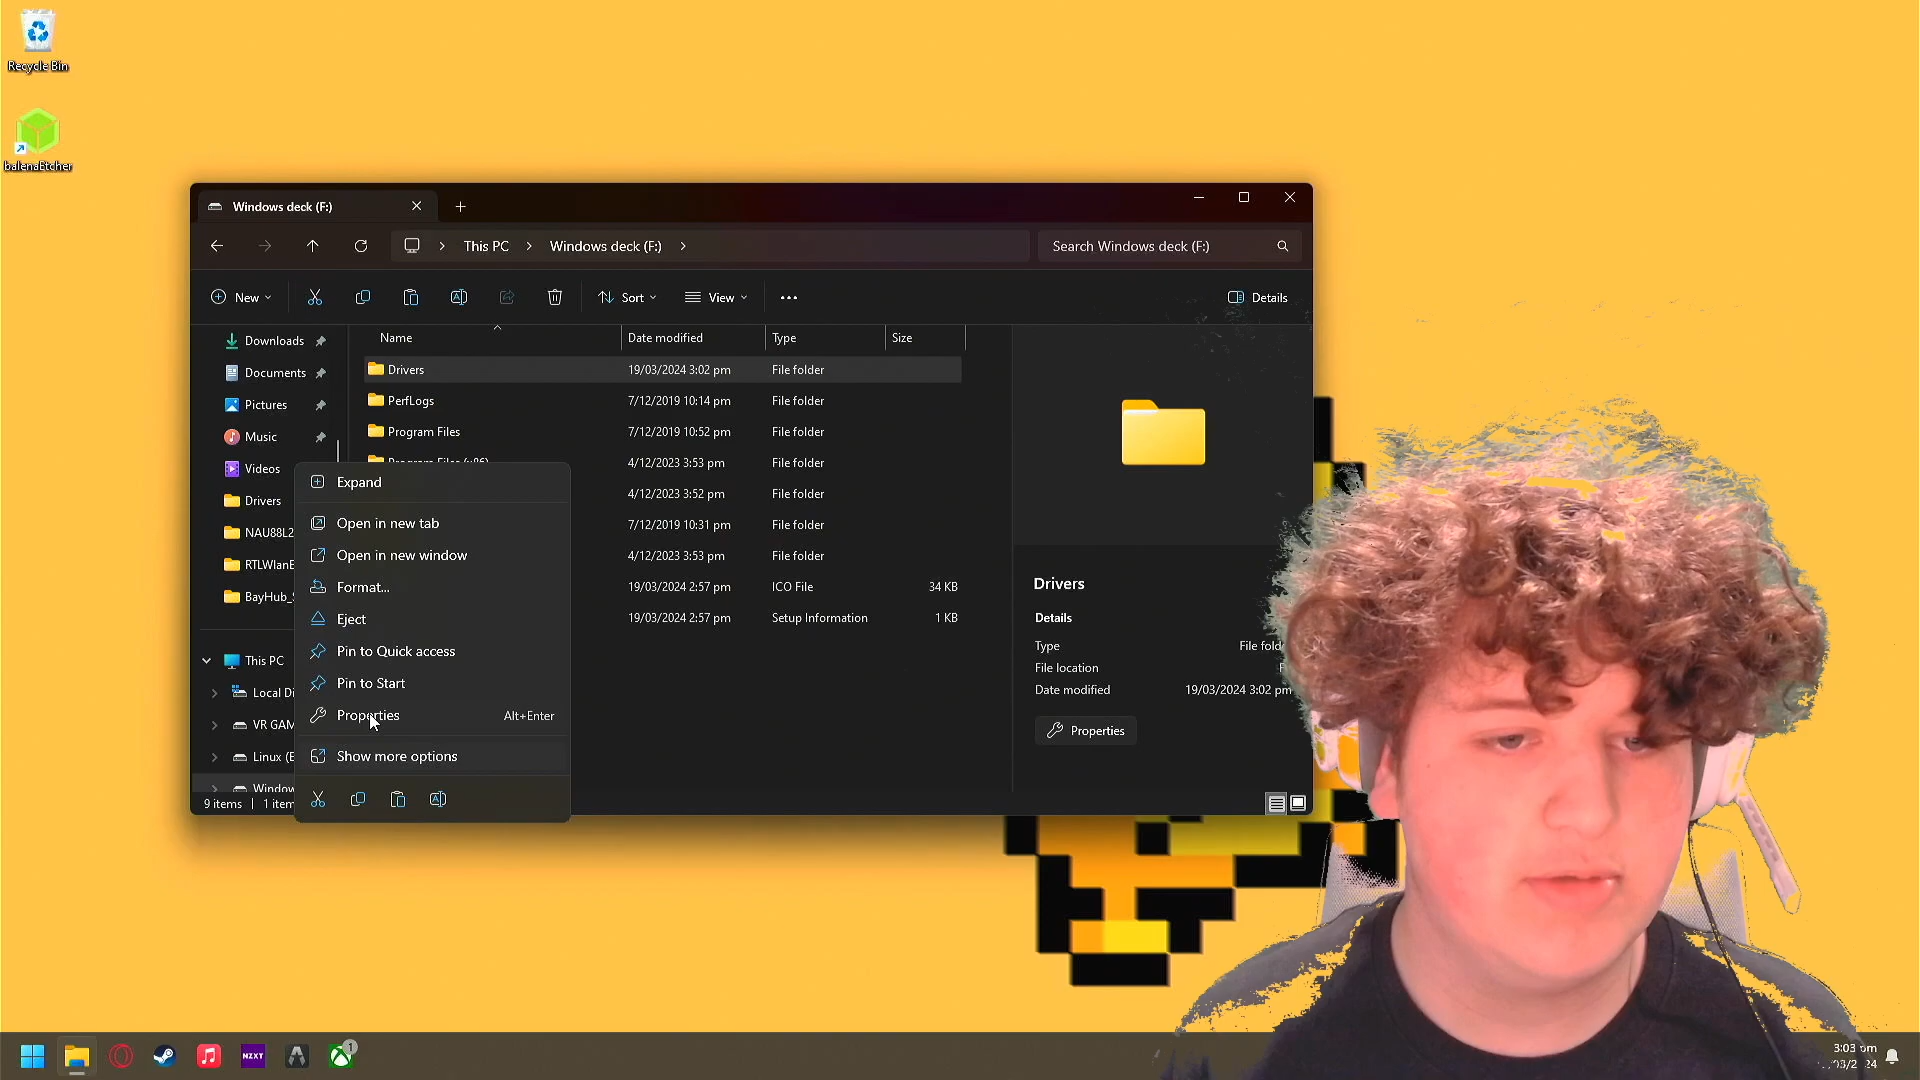 Recycle Bin
balenaEtcher
Windows deck (F:)
This PC
Windows deck (F:)
Search Windows deck (F:)
New
Sort
View
Details
Downloads
Documents
Pictures
Music
Videos
Drivers
NAU88L2
RTLWlanE
BayHub_S
This PC
Local Di
VR GAM
Linux (E
Window
9 items
1 item
Name Date modified Type Size
Drivers 19/03/2024 3:02 pm File folder
PerfLogs 7/12/2019 10:14 pm File folder
Program Files 7/12/2019 10:52 pm File folder
Program Files (x86) 4/12/2023 3:53 pm File folder
4/12/2023 3:52 pm File folder
7/12/2019 10:31 pm File folder
4/12/2023 3:53 pm File folder
19/03/2024 2:57 pm ICO File 34 KB
19/03/2024 2:57 pm Setup Information 1 KB
Expand
Open in new tab
Open in new window
Format...
Eject
Pin to Quick access
Pin to Start
Properties Alt+Enter
Show more options
Drivers
Details
Type File fold
File location
Date modified 19/03/2024 3:02 pm
Properties
NZXT
1
3:03 pm